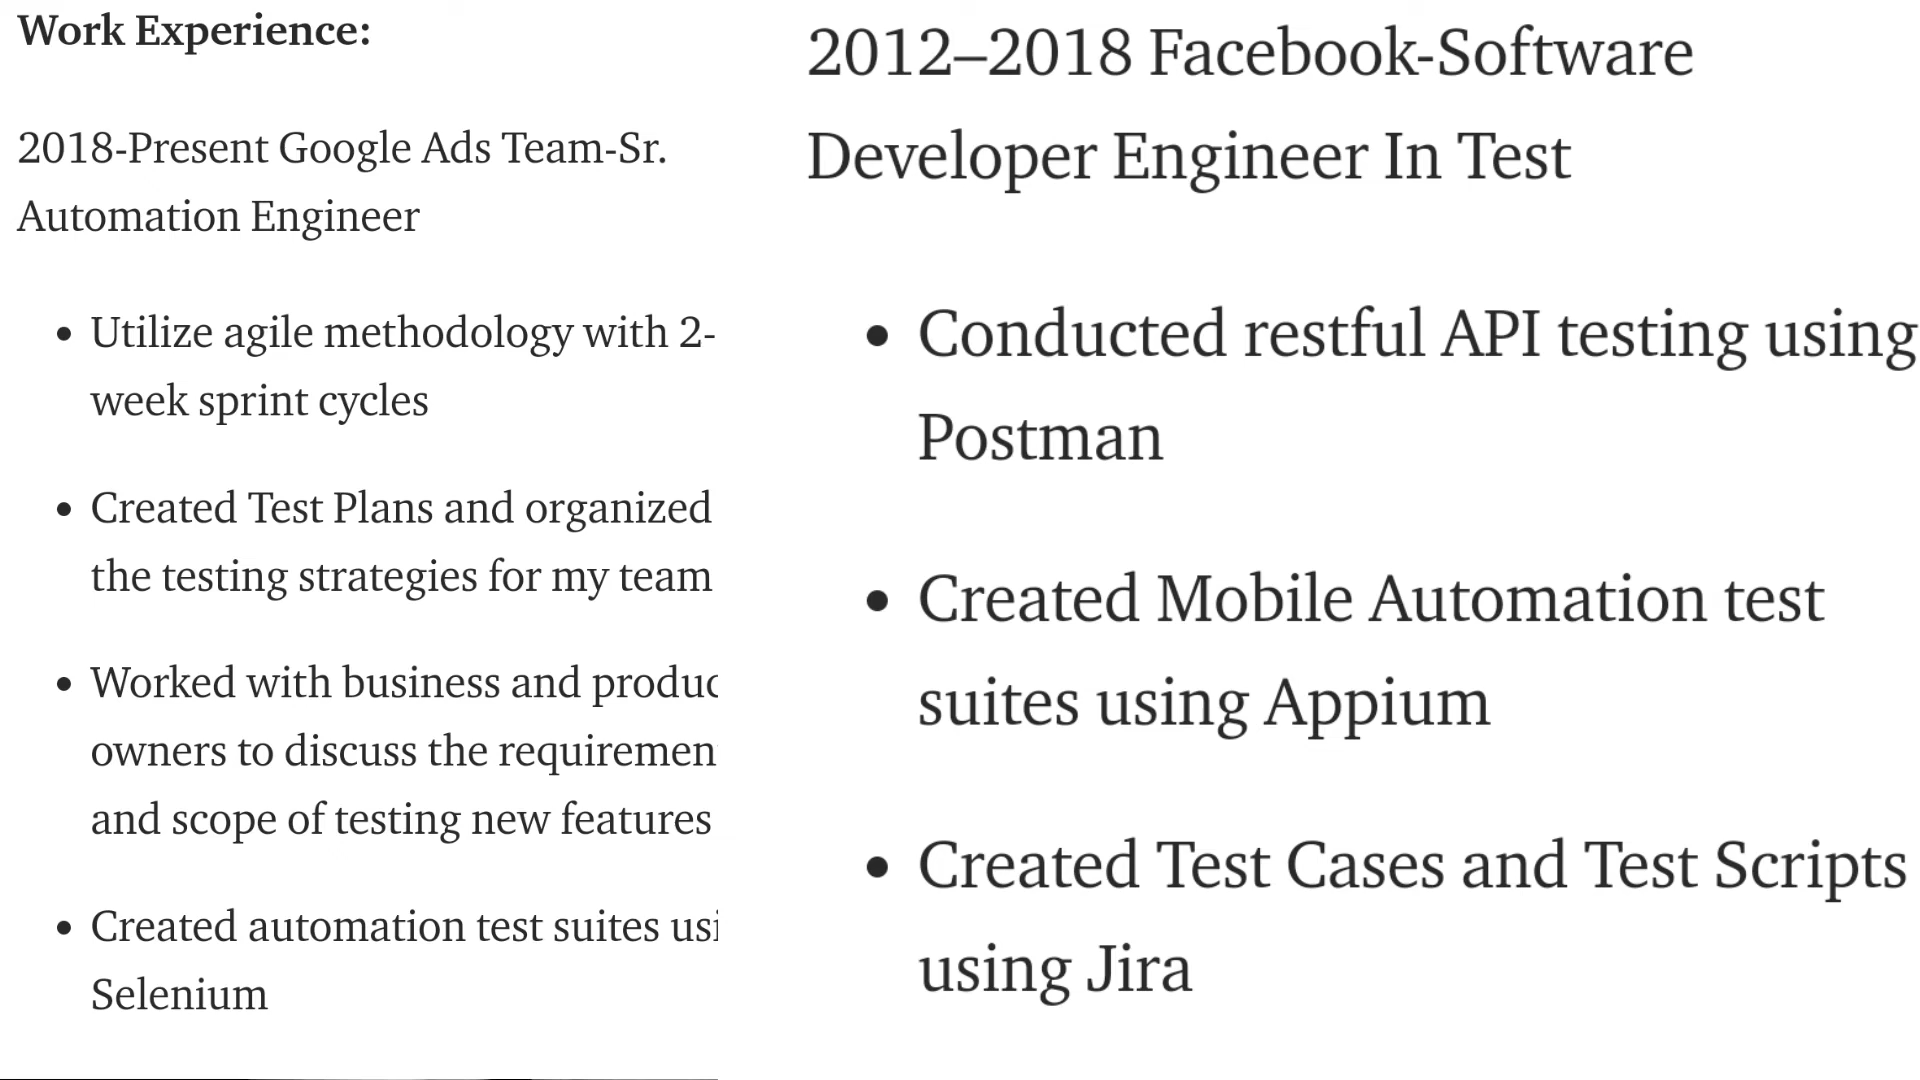 Work Experience:
2018-Present Google Ads Team-Sr.
Automation Engineer
• Utilize agile methodology with 2-
week sprint cycles
• Created Test Plans and organized
the testing strategies for my team
• Worked with business and produc
owners to discuss the requiremen
and scope of testing new features
• Created automation test suites usi
Selenium
2012–2018 Facebook-Software
Developer Engineer In Test
• Conducted restful API testing using
Postman
• Created Mobile Automation test
suites using Appium
• Created Test Cases and Test Scripts
using Jira